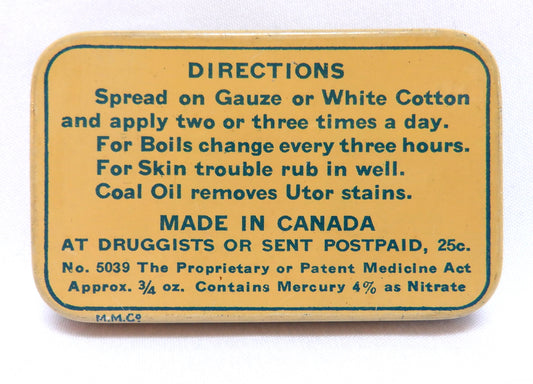 DIRECTIONS
Spread on Gauze or White Cotton
and apply two or three times a day.
For Boils change every three hours.
For Skin trouble rub in well.
Coal Oil removes Utor stains.
MADE IN CANADA
AT DRUGGISTS OR SENT POSTPAID, 25c.
No. 5039 The Proprietary or Patent Medicine Act
Approx. ¾ oz. Contains Mercury 4% as Nitrate
M.M.Co